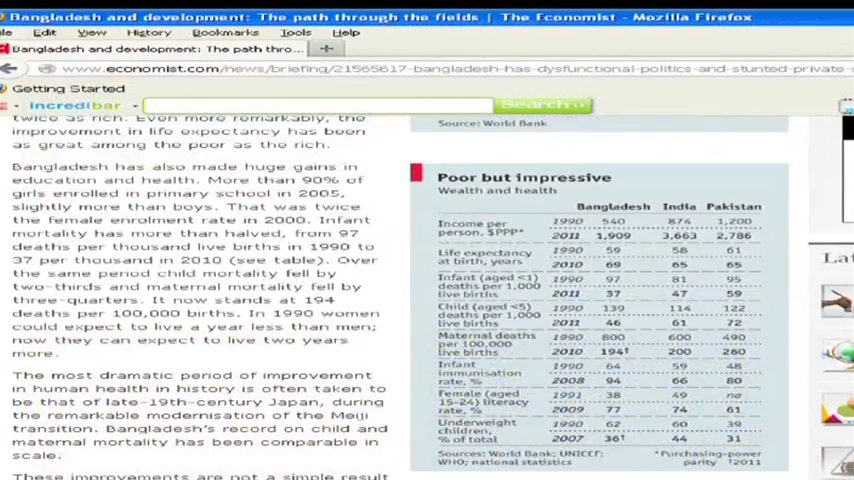 Bangladesh and development: The path through the fields | The Economist - Mozilla Firefox
ile Edit View History Bookmarks Tools Help
Bangladesh and development: The path thro...
www.economist.com/news/briefing/21565617-bangladesh-has-dysfunctional-politics-and-stunted-private-s
Getting Started
incredibar
Search
twice as rich. Even more remarkably, the
improvement in life expectancy has been
as great among the poor as the rich.
Bangladesh has also made huge gains in
education and health. More than 90% of
girls enrolled in primary school in 2005,
slightly more than boys. That was twice
the female enrolment rate in 2000. Infant
mortality has more than halved, from 97
deaths per thousand live births in 1990 to
37 per thousand in 2010 (see table). Over
the same period child mortality fell by
two-thirds and maternal mortality fell by
three-quarters. It now stands at 194
deaths per 100,000 births. In 1990 women
could expect to live a year less than men;
now they can expect to live two years
more.
The most dramatic period of improvement
in human health in history is often taken to
be that of late-19th-century Japan, during
the remarkable modernisation of the Meiji
transition. Bangladesh's record on child and
maternal mortality has been comparable in
scale.
These improvements are not a simple result
Source: World Bank
Poor but impressive
Wealth and health
Bangladesh India Pakistan
Income per 1990 540 874 1,200
person, $PPP* 2011 1,909 3,663 2,786
Life expectancy 1990 59 58 61
at birth, years 2010 69 65 65
Infant (aged <1) 1990 97 81 95
deaths per 1,000
live births 2011 37 47 59
Child (aged <5) 1990 139 114 122
deaths per 1,000
live births 2011 46 61 72
Maternal deaths 1990 800 600 490
per 100,000
live births 2010 194† 200 260
Infant 1990 64 59 48
immunisation
rate, % 2008 94 66 80
Female (aged 1991 38 49 no
15-24) literacy
rate, % 2009 77 74 61
Underweight 1990 62 60 39
children,
% of total 2007 36† 44 31
Sources: World Bank; UNICEF; *Purchasing-power
WHO; national statistics parity †2011
Lat